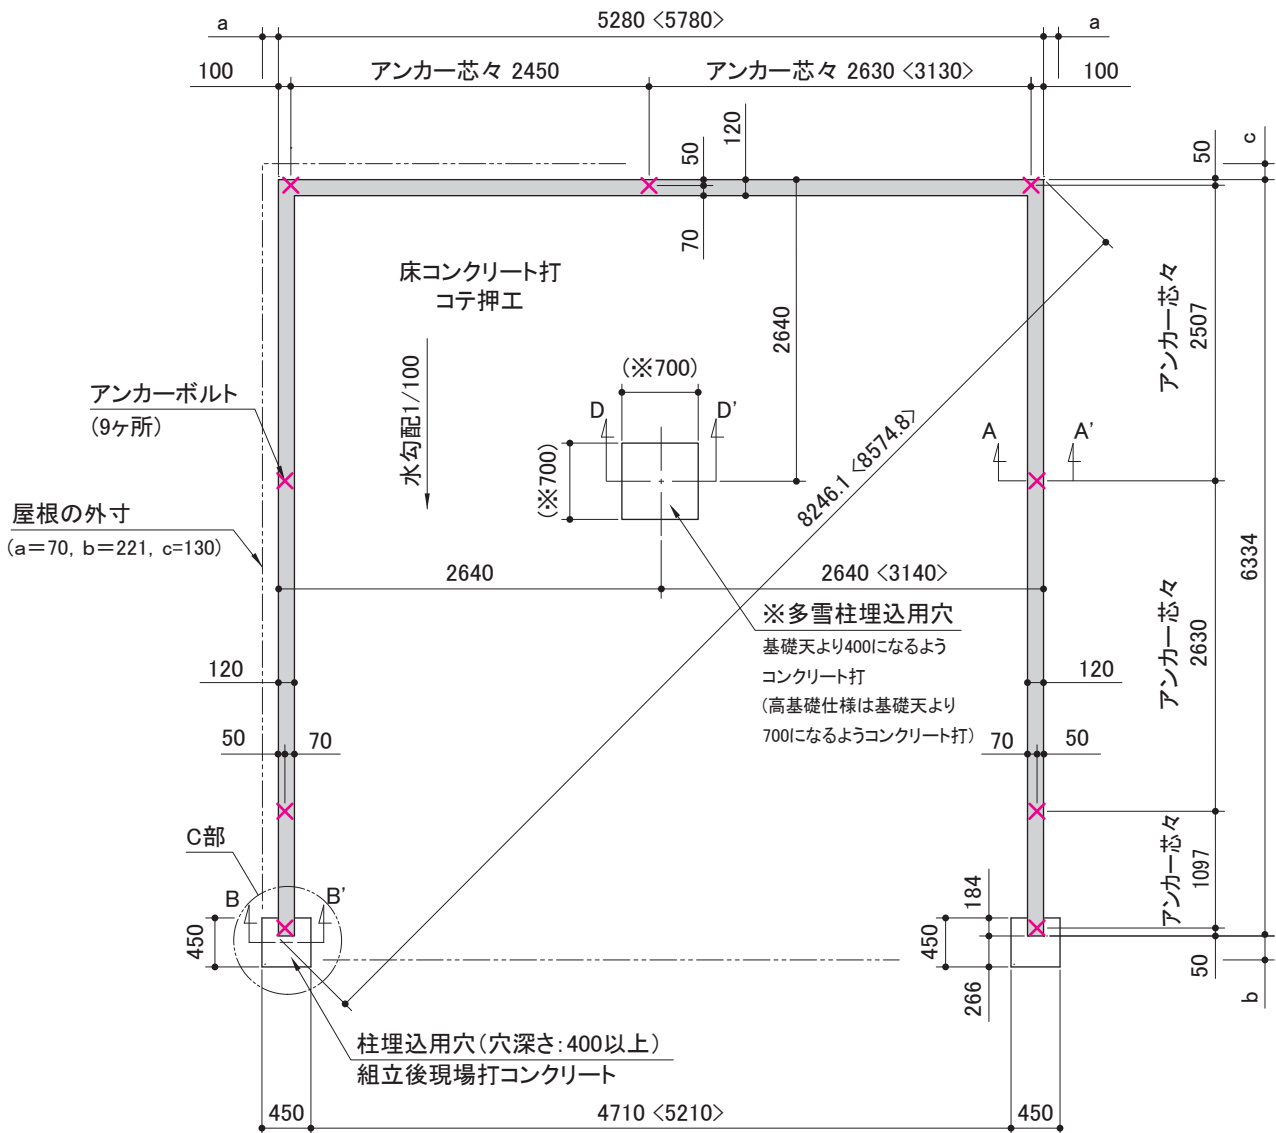 5280 <5780>
a
a
100
アンカー芯々 2450
アンカー芯々 2630 <3130>
100
120
50
70
50
c
床コンクリート打
コテ押工
2640
アンカー芯々
2507
(※700)
(※700)
水勾配1/100
アンカーボルト
(9ヶ所)
D
D'
A
A'
8246.1 <8574.8>
屋根の外寸
(a=70, b=221, c=130)
6334
2640
2640 <3140>
※多雪柱埋込用穴
基礎天より400になるよう
コンクリート打
(高基礎仕様は基礎天より
700になるようコンクリート打)
アンカー芯々
2630
120
120
50
70
70
50
C部
アンカー芯々
1097
B
B'
184
450
450
266
50
b
柱埋込用穴(穴深さ:400以上)
組立後現場打コンクリート
450
4710 <5210>
450